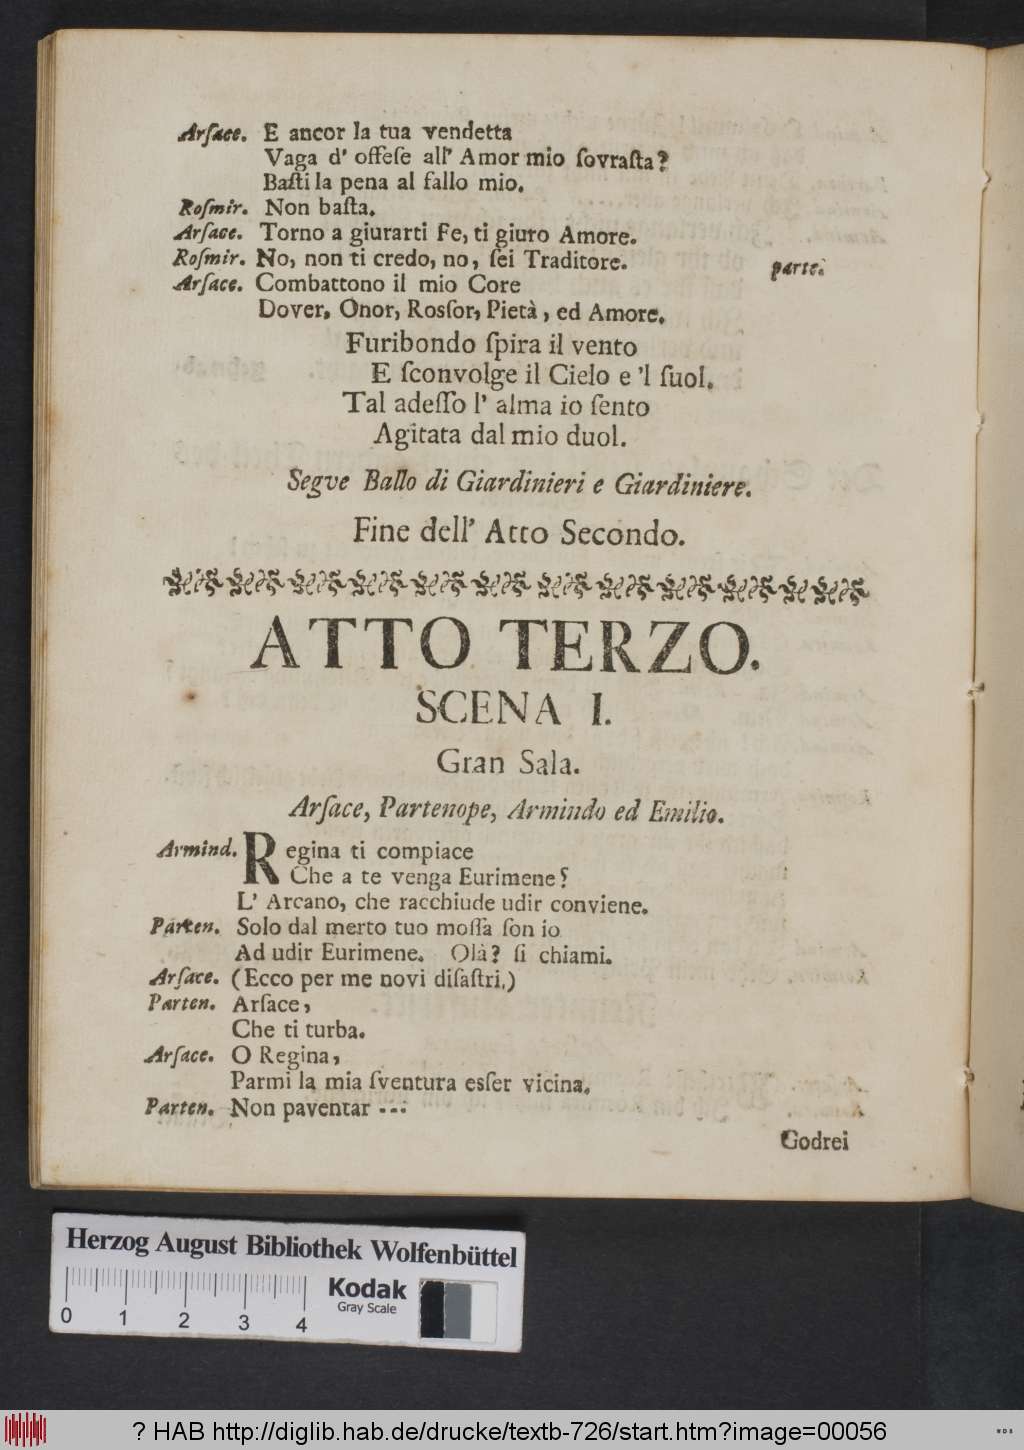 Arſace. E ancor la tua vendetta
Vaga d' offeſe all' Amor mio ſovraſta?
Baſti la pena al fallo mio.
Roſmir. Non baſta.
Arſace. Torno a giurarti Fe, ti giuro Amore.
Roſmir. No, non ti credo, no, ſei Traditore. parte.
Arſace. Combattono il mio Core
Dover, Onor, Rosſor, Pietà, ed Amore.
Furibondo ſpira il vento
E ſconvolge il Cielo e 'l ſuol.
Tal adeſſo l' alma io ſento
Agitata dal mio duol.
Segve Ballo di Giardinieri e Giardiniere.
Fine dell' Atto Secondo.
ATTO TERZO.
SCENA I.
Gran Sala.
Arſace, Partenope, Armindo ed Emilio.
Armind. Regina ti compiace
Che a te venga Eurimene?
L' Arcano, che racchiude udir conviene.
Parten. Solo dal merto tuo moſſa ſon io
Ad udir Eurimene. Olà? ſi chiami.
Arſace. (Ecco per me novi diſaſtri.)
Parten. Arſace,
Che ti turba.
Arſace. O Regina,
Parmi la mia ſventura esſer vicina.
Parten. Non paventar ---
Godrei
Herzog August Bibliothek Wolfenbüttel
Kodak
Gray Scale
0 1 2 3 4
? HAB http://diglib.hab.de/drucke/textb-726/start.htm?image=00056